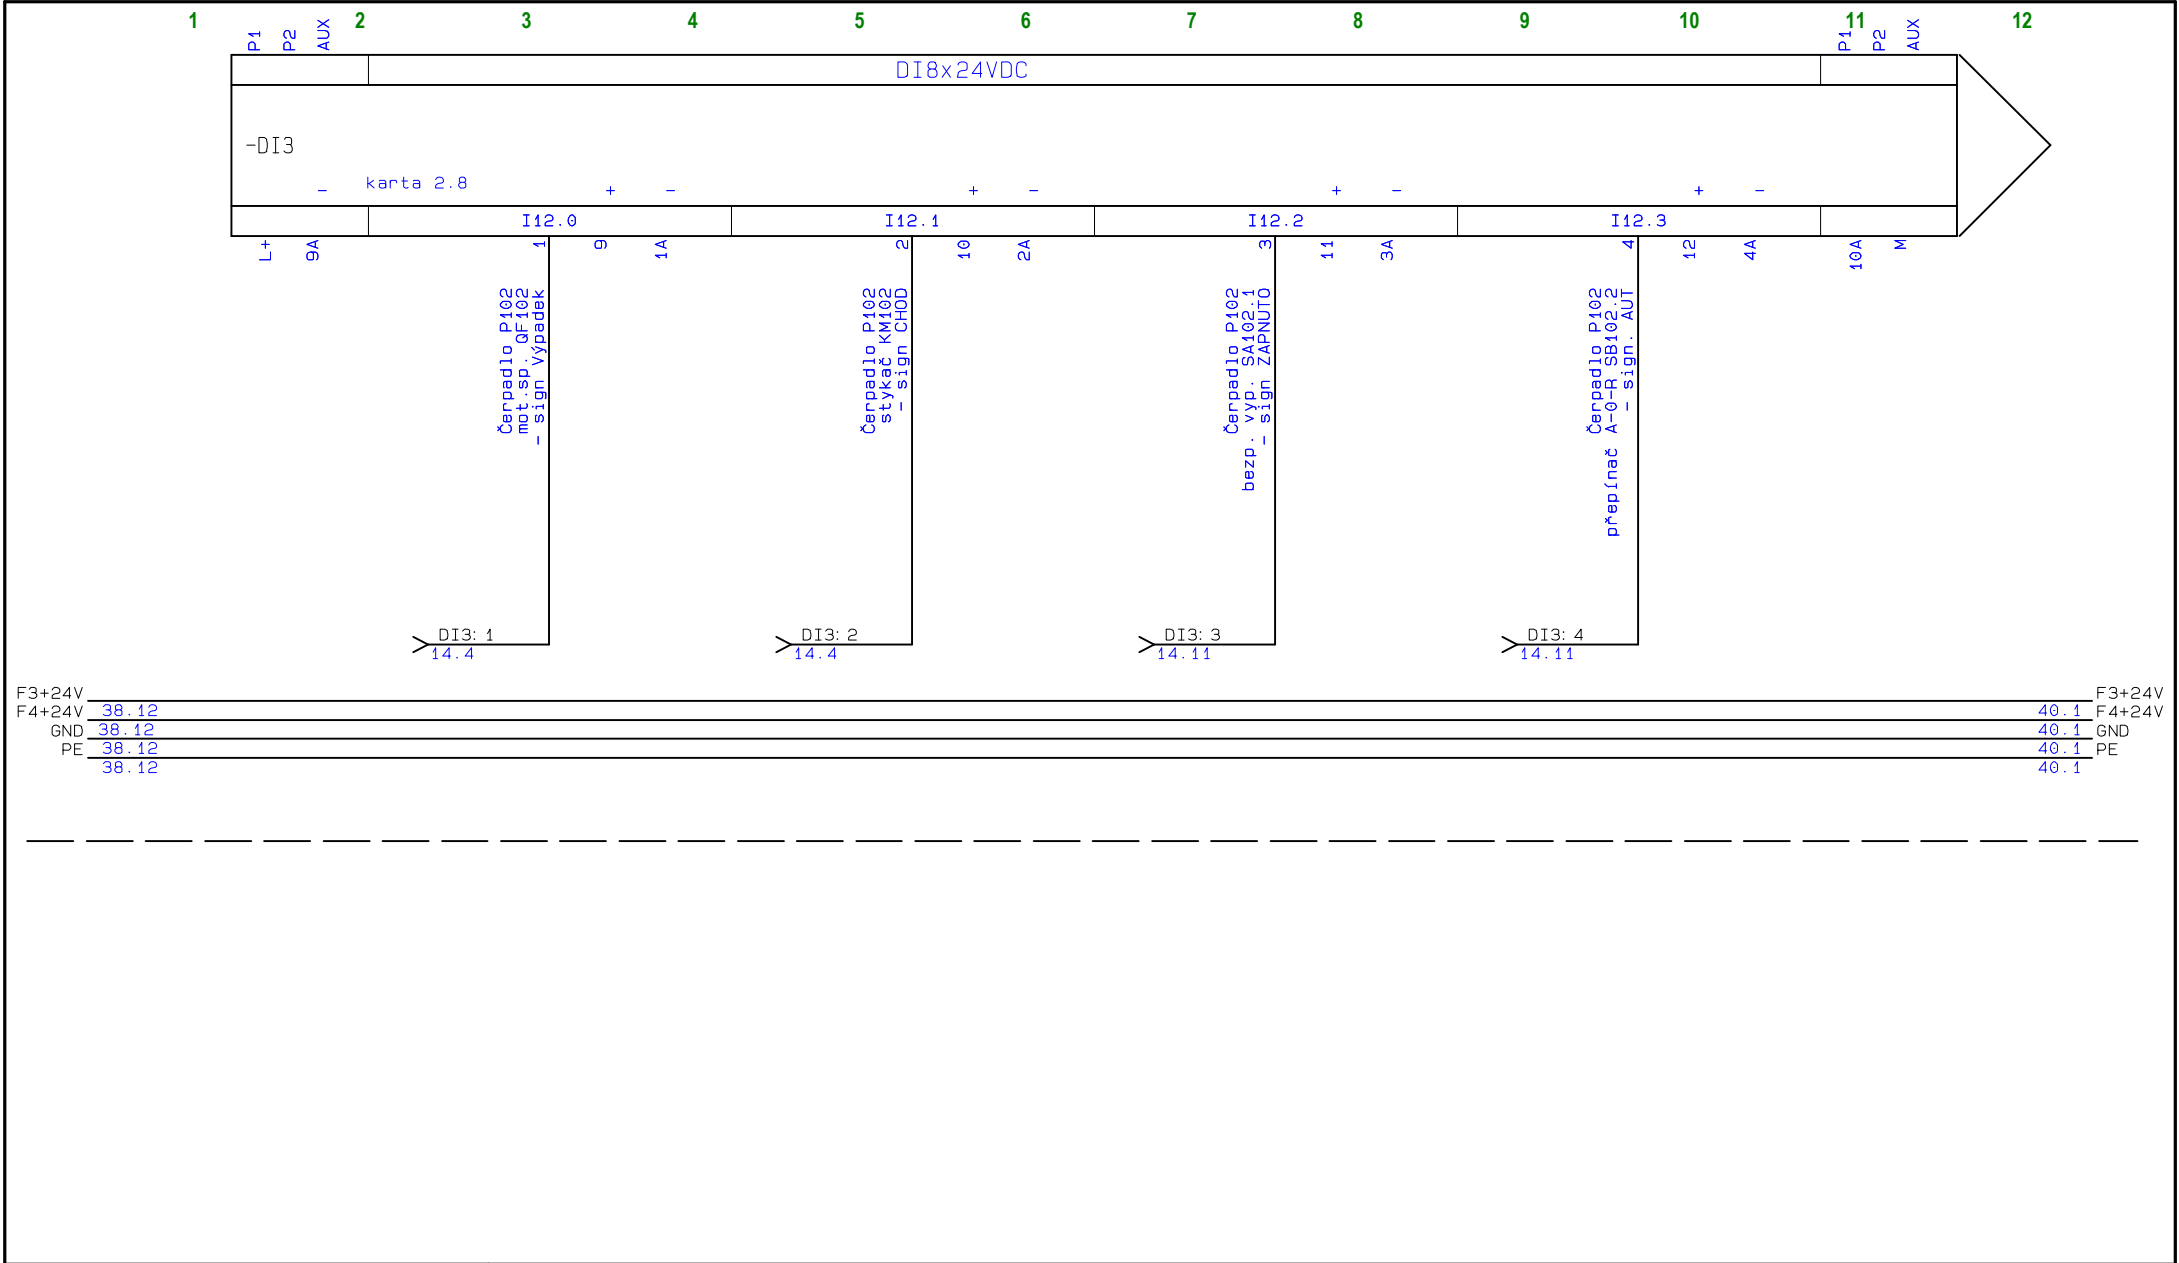 1 2 3 4 5 6 7 8 9 10 11 12
P1 P2 AUX P1 P2 AUX
DI8x24VDC
-DI3
karta 2.8
- + - + - + - + -
I12.0 I12.1 I12.2 I12.3
L+ 9A 1 9 1A 2 10 2A 3 11 3A 4 12 4A 10A M
Čerpadlo P102
mot.sp. QF102
- sign Výpadek
Čerpadlo P102
stykač KM102
- sign CHOD
Čerpadlo P102
bezp. vyp. SA102.1
- sign ZAPNUTO
Čerpadlo P102
přepínač A-0-R SB102.2
- sign. AUT
DI3: 1
14.4
DI3: 2
14.4
DI3: 3
14.11
DI3: 4
14.11
F3+24V F3+24V
F4+24V 38.12 40.1 F4+24V
GND 38.12 40.1 GND
PE 38.12 40.1 PE
38.12 40.1